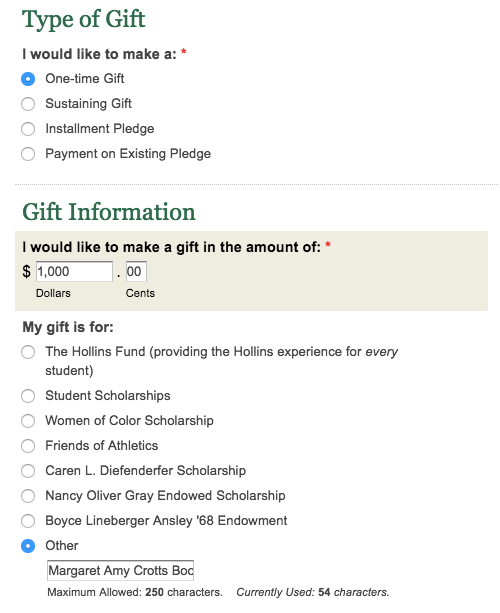 Type of Gift
I would like to make a: *
One-time Gift
Sustaining Gift
Installment Pledge
Payment on Existing Pledge
Gift Information
I would like to make a gift in the amount of: *
$ 1,000 . 00
Dollars Cents
My gift is for:
The Hollins Fund (providing the Hollins experience for every
student)
Student Scholarships
Women of Color Scholarship
Friends of Athletics
Caren L. Diefenderfer Scholarship
Nancy Oliver Gray Endowed Scholarship
Boyce Lineberger Ansley '68 Endowment
Other
Margaret Amy Crotts Boo
Maximum Allowed: 250 characters. Currently Used: 54 characters.